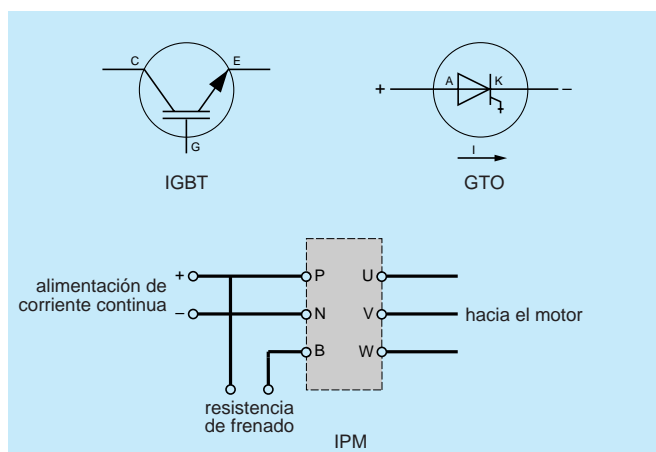 C E
G
IGBT
+ A K –
I
GTO
alimentación de
corriente continua
+ P U
– N V hacia el motor
B W
resistencia
de frenado
IPM